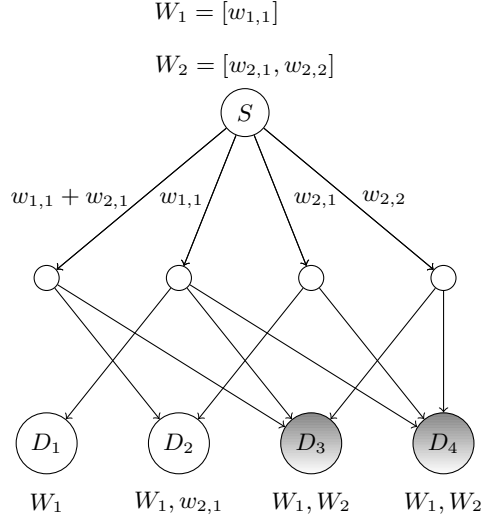 W_1 = [w_{1,1}]
W_2 = [w_{2,1}, w_{2,2}]
S
w_{1,1} + w_{2,1} w_{1,1} w_{2,1} w_{2,2}
D_1 D_2 D_3 D_4
W_1 W_1, w_{2,1} W_1, W_2 W_1, W_2